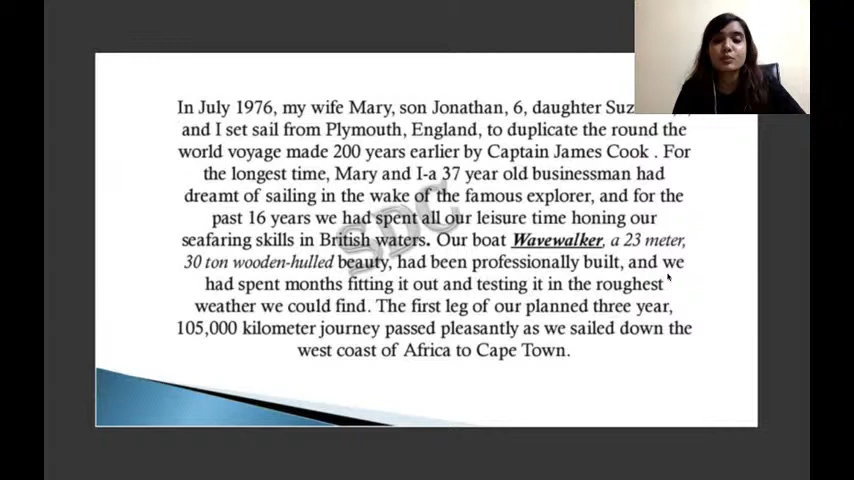 In July 1976, my wife Mary, son Jonathan, 6, daughter
and I set sail from Plymouth, England, to duplicate the round the
world voyage made 200 years earlier by Captain James Cook . For
the longest time, Mary and I-a 37 year old businessman had
dreamt of sailing in the wake of the famous explorer, and for the
past 16 years we had spent all our leisure time honing our
seafaring skills in British waters. Our boat Wavewalker, a 23 meter,
30 ton wooden-hulled beauty, had been professionally built, and we
had spent months fitting it out and testing it in the roughest
weather we could find. The first leg of our planned three year,
105,000 kilometer journey passed pleasantly as we sailed down the
west coast of Africa to Cape Town.
SDC